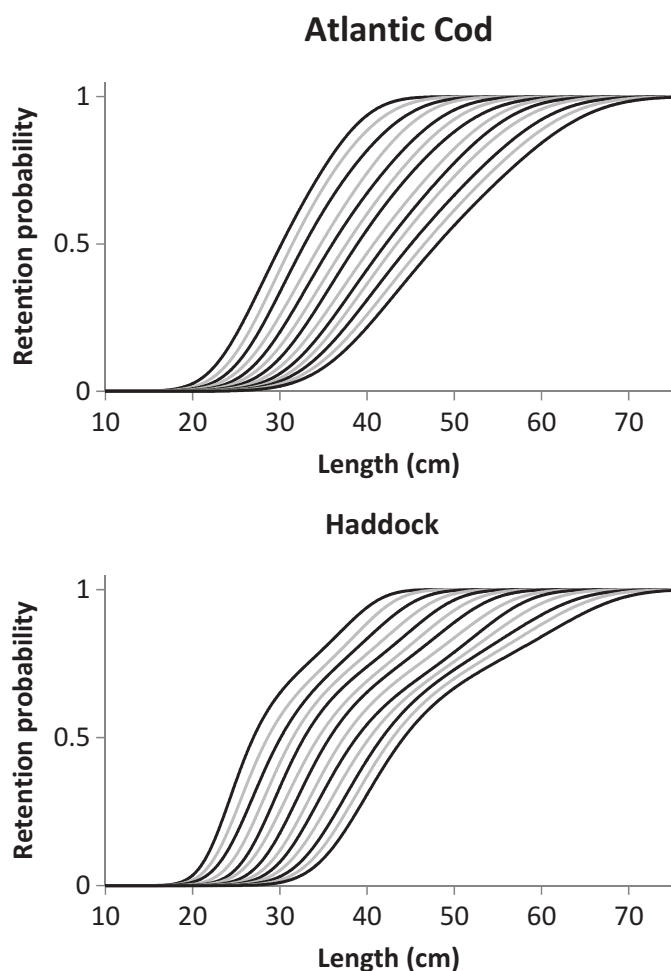 Atlantic Cod
Retention probability
1
0.5
0
10 20 30 40 50 60 70
Length (cm)
Haddock
Retention probability
1
0.5
0
10 20 30 40 50 60 70
Length (cm)